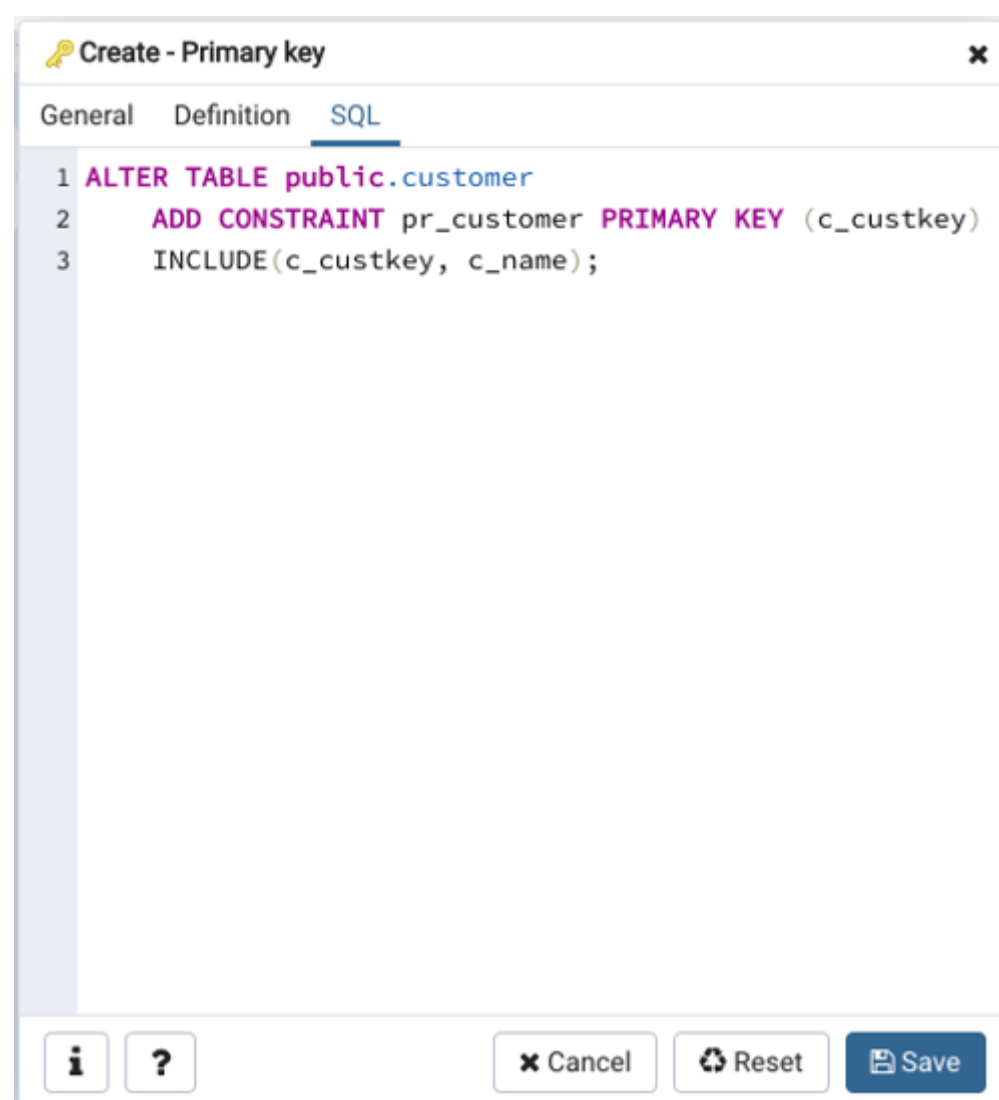 Create - Primary key
General Definition SQL
1 ALTER TABLE public.customer
2 ADD CONSTRAINT pr_customer PRIMARY KEY (c_custkey)
3 INCLUDE(c_custkey, c_name);
i ? Cancel Reset Save